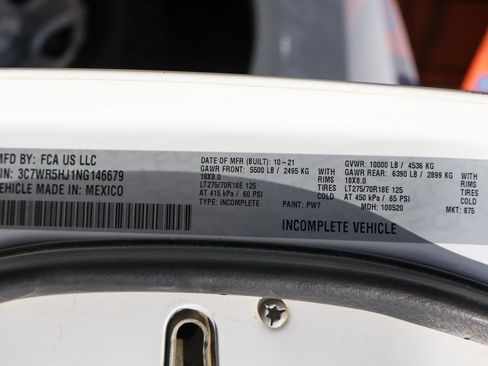 MFD BY: FCA US LLC
IN: 3C7WR5HJ1NG146679
VEHICLE MADE IN: MEXICO
DATE OF MFR (BUILT): 10-21
GAWR FRONT: 5500 LB / 2495 KG
18X8.0
LT275/70R18E 125
AT 415 kPa / 60 PSI
TYPE: INCOMPLETE
WITH
TIRES
RIMS
COLD
PAINT: PW7
GVWR: 10000 LB / 4536 KG
GAWR REAR: 6390 LB / 2899 KG
18X8.0
LT275/70R18E 125
AT 450 kPa / 65 PSI
MDH: 100520
WITH
TIRES
RIMS
COLD
MKT: 875
INCOMPLETE VEHICLE